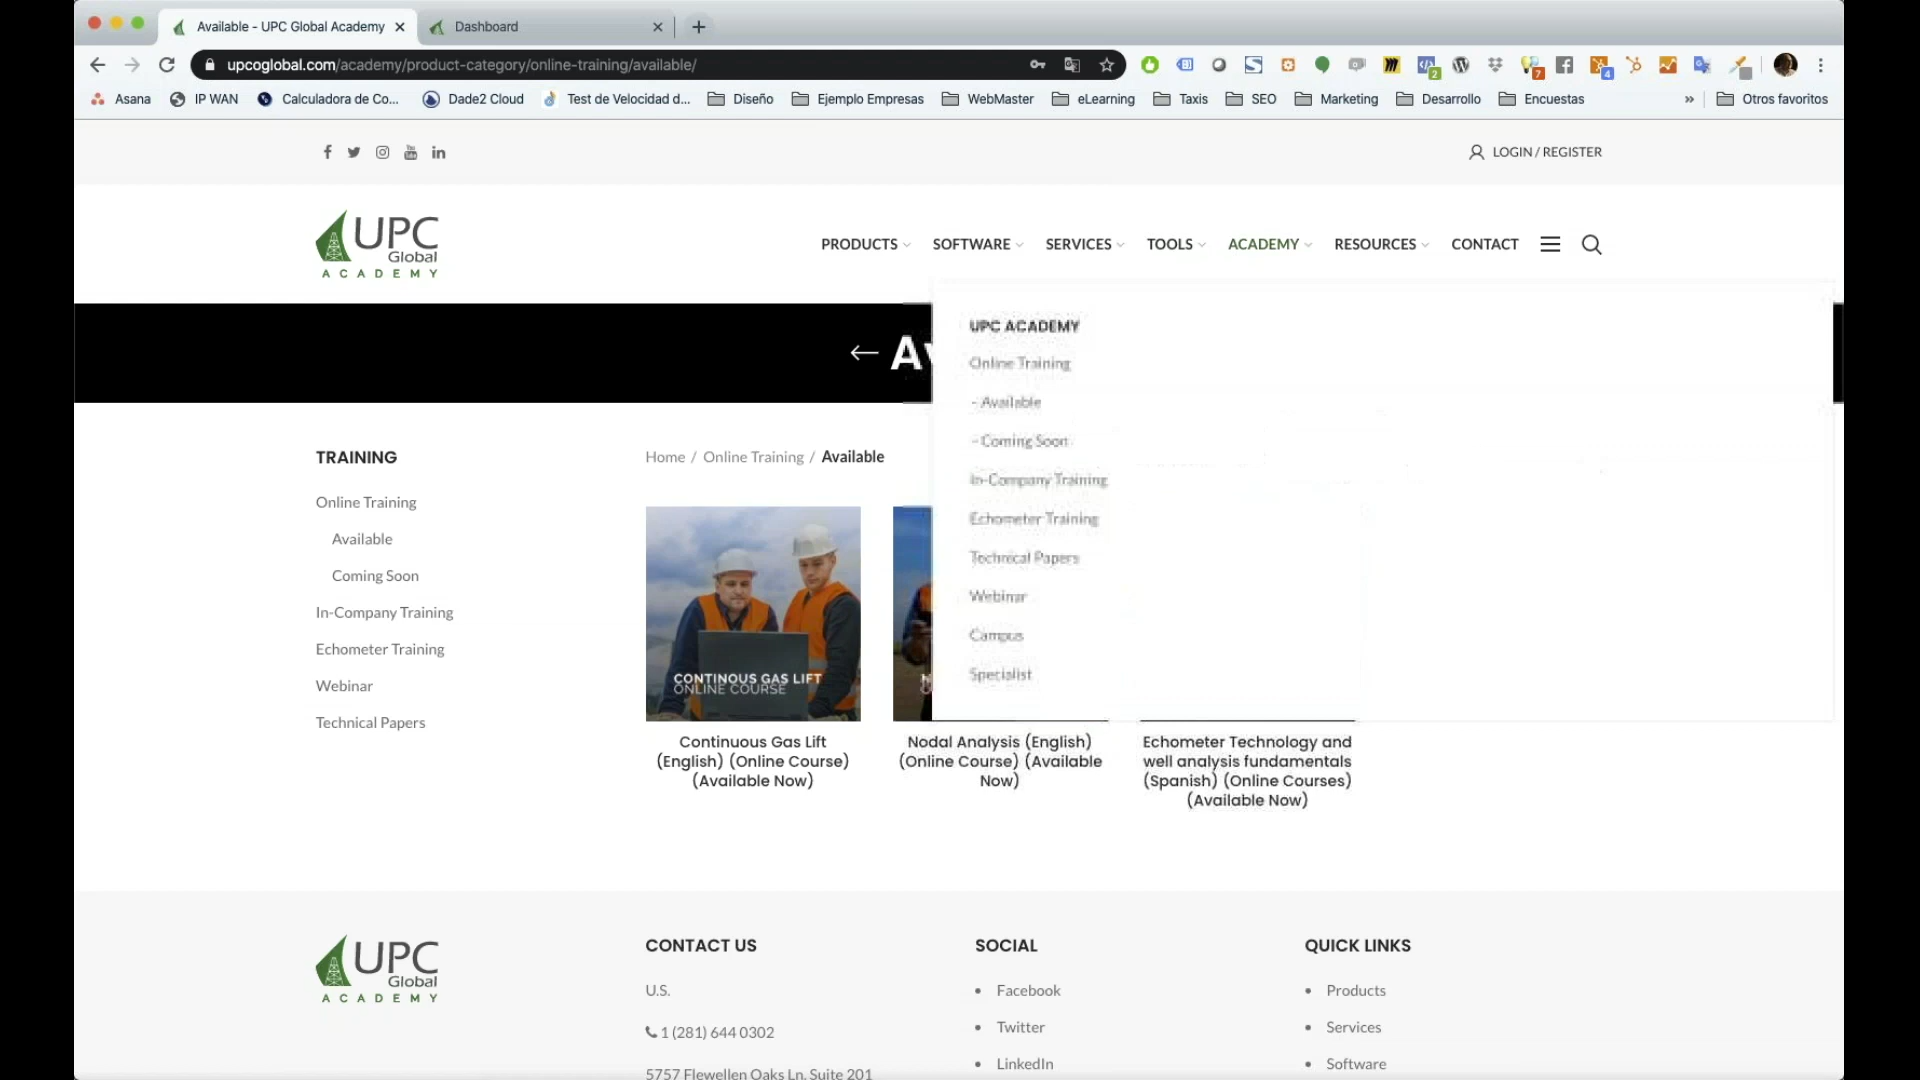 Available - UPC Global Academy
Dashboard
upcoglobal.com/academy/product-category/online-training/available/
2
7
4
Asana
IP WAN
Calculadora de Co...
Dade2 Cloud
Test de Velocidad d...
Diseño
Ejemplo Empresas
WebMaster
eLearning
Taxis
SEO
Marketing
Desarrollo
Encuestas
Otros favoritos
LOGIN / REGISTER
UPC
Global
ACADEMY
PRODUCTS
SOFTWARE
SERVICES
TOOLS
ACADEMY
RESOURCES
CONTACT
UPC ACADEMY
Online Training
- Available
- Coming Soon
In-Company Training
Echometer Training
Technical Papers
Webinar
Campus
Specialist
TRAINING
Online Training
Available
Coming Soon
In-Company Training
Echometer Training
Webinar
Technical Papers
Home / Online Training / Available
CONTINOUS GAS LIFT
ONLINE COURSE
Continuous Gas Lift
(English) (Online Course)
(Available Now)
Nodal Analysis (English)
(Online Course) (Available
Now)
Echometer Technology and
well analysis fundamentals
(Spanish) (Online Courses)
(Available Now)
UPC
Global
ACADEMY
CONTACT US
U.S.
1 (281) 644 0302
5757 Flewellen Oaks Ln. Suite 201
SOCIAL
Facebook
Twitter
LinkedIn
QUICK LINKS
Products
Services
Software